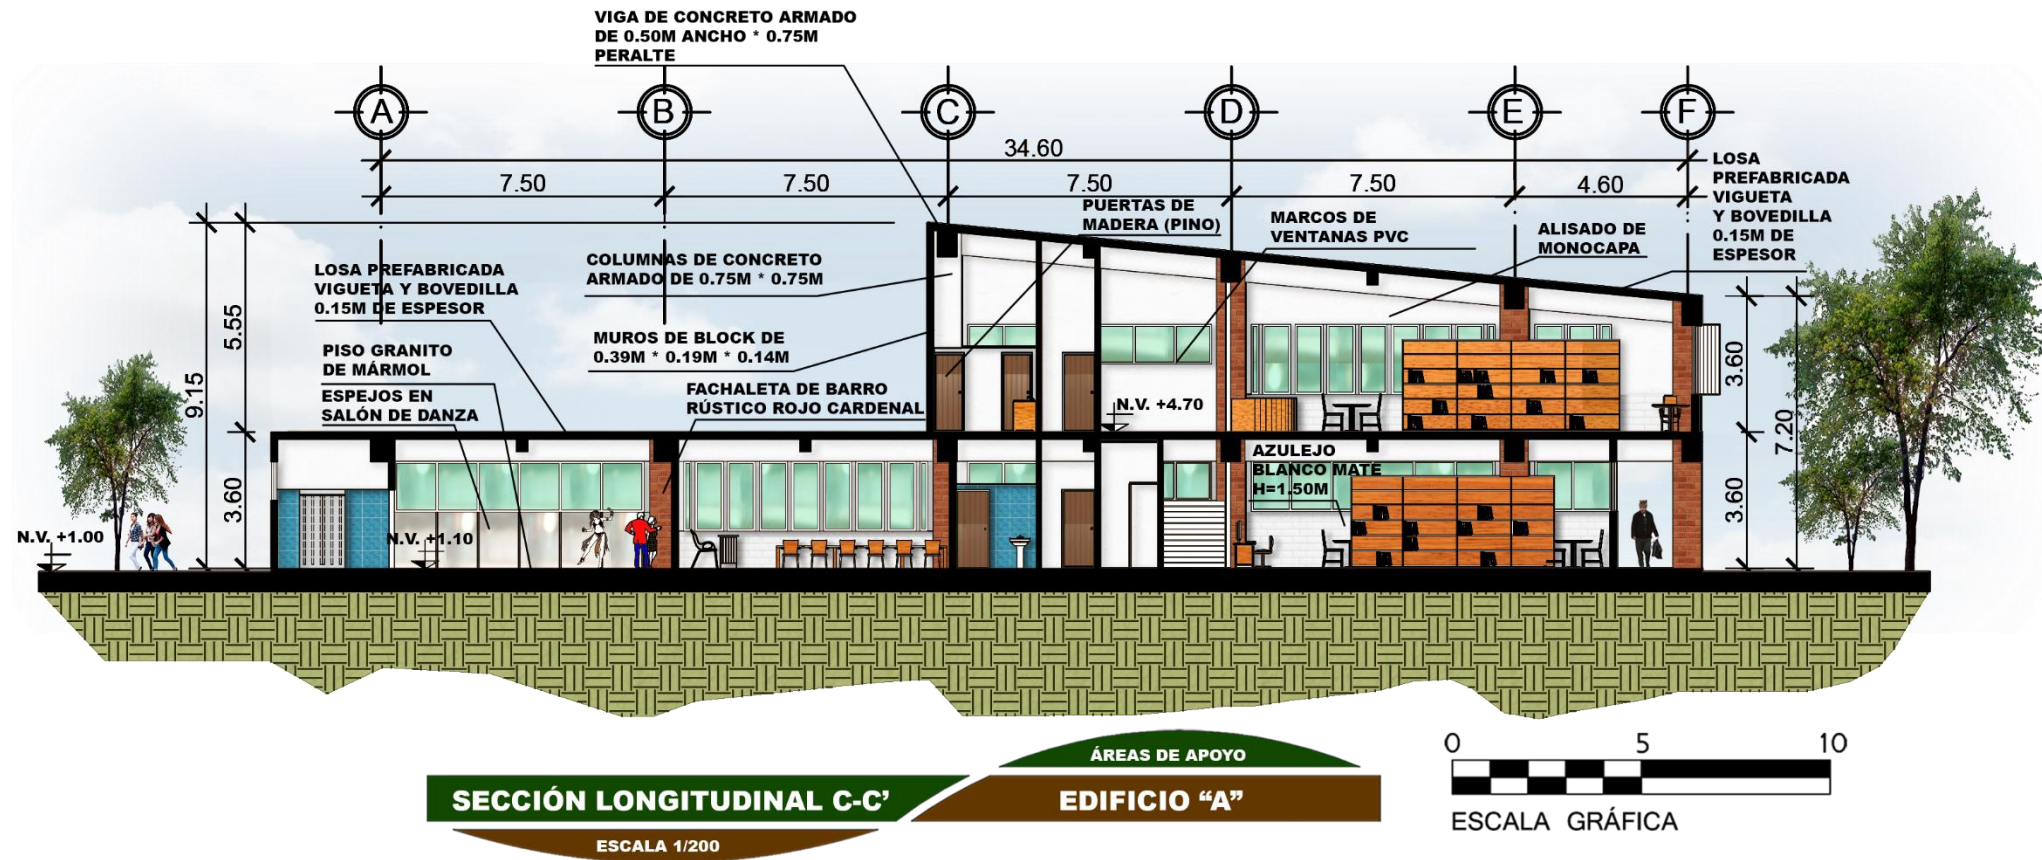 VIGA DE CONCRETO ARMADO
DE 0.50M ANCHO * 0.75M
PERALTE
A
B
C
D
E
F
34.60
7.50
7.50
7.50
7.50
4.60
LOSA
PREFABRICADA
VIGUETA
Y BOVEDILLA
0.15M DE
ESPESOR
PUERTAS DE
MADERA (PINO)
MARCOS DE
VENTANAS PVC
ALISADO DE
MONOCAPA
COLUMNAS DE CONCRETO
ARMADO DE 0.75M * 0.75M
LOSA PREFABRICADA
VIGUETA Y BOVEDILLA
0.15M DE ESPESOR
MUROS DE BLOCK DE
0.39M * 0.19M * 0.14M
PISO GRANITO
DE MÁRMOL
ESPEJOS EN
SALÓN DE DANZA
FACHALETA DE BARRO
RÚSTICO ROJO CARDENAL
9.15
5.55
3.60
3.60
7.20
3.60
N.V. +4.70
AZULEJO
BLANCO MATE
H=1.50M
N.V. +1.00
N.V. +1.10
ÁREAS DE APOYO
SECCIÓN LONGITUDINAL C-C’
EDIFICIO “A”
ESCALA 1/200
0 5 10
ESCALA GRÁFICA